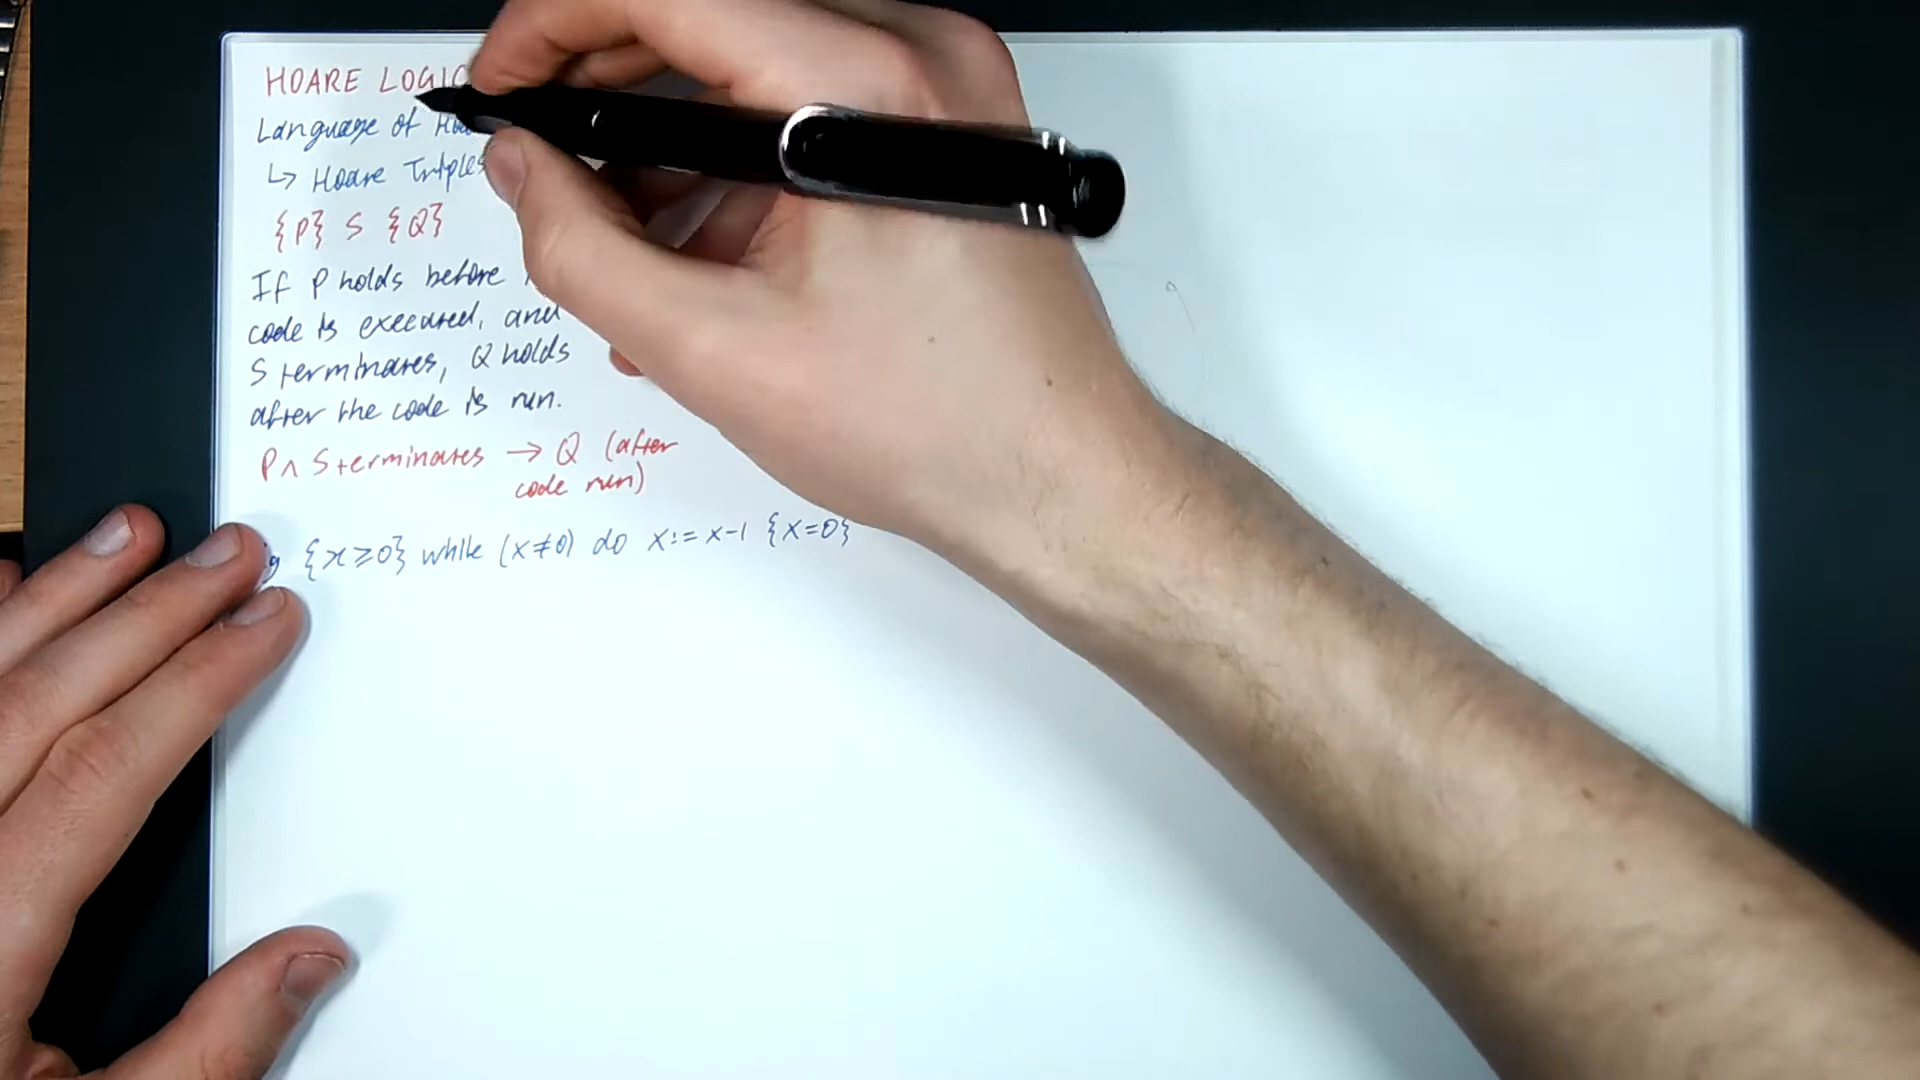 HOARE LOGIC
Language of
↳ Hoare Triples
{P} S {Q}
If P holds before
code is executed, and
S terminates, Q holds
after the code is run.
P ∧ S terminates → Q (after
code run)
{x≥0} while (x≠0) do x:= x-1 {x=0}